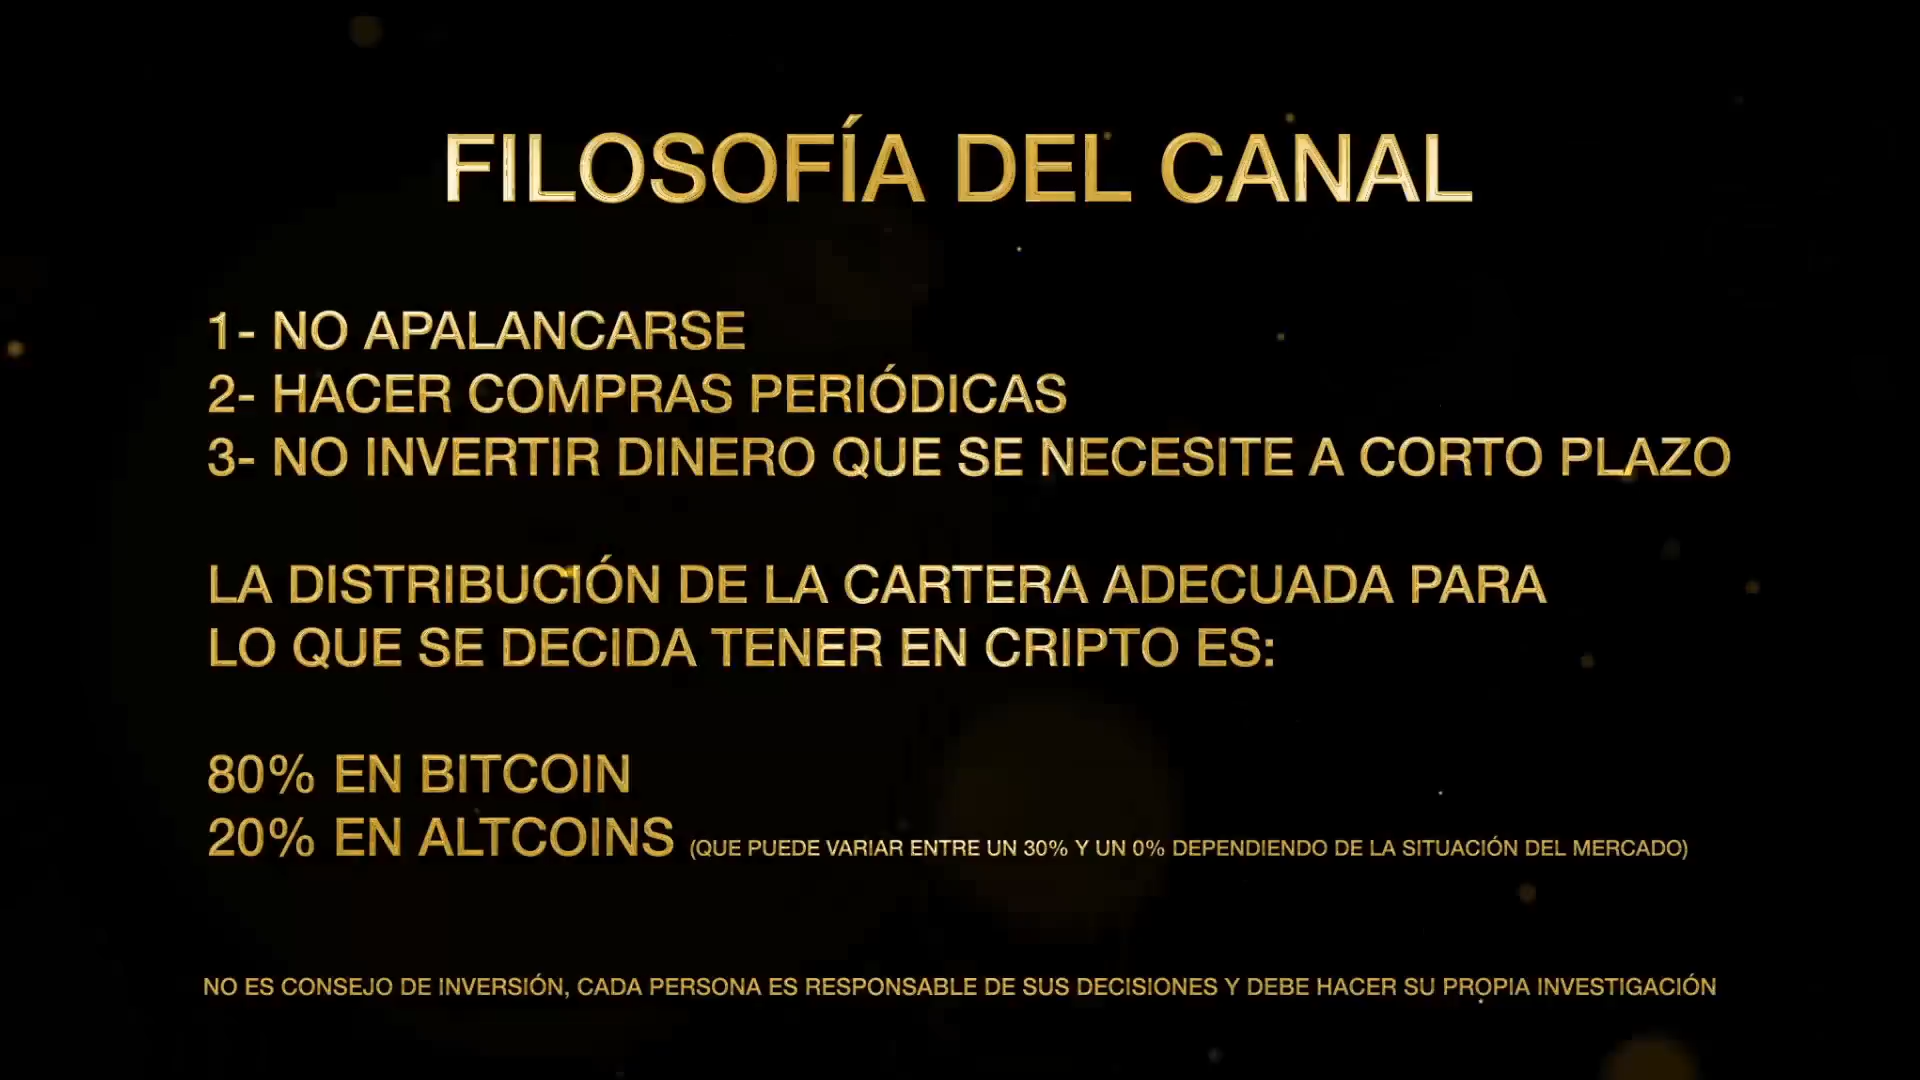 FILOSOFÍA DEL CANAL
1- NO APALANCARSE
2- HACER COMPRAS PERIÓDICAS
3- NO INVERTIR DINERO QUE SE NECESITE A CORTO PLAZO
LA DISTRIBUCIÓN DE LA CARTERA ADECUADA PARA
LO QUE SE DECIDA TENER EN CRIPTO ES:
80% EN BITCOIN
20% EN ALTCOINS (QUE PUEDE VARIAR ENTRE UN 30% Y UN 0% DEPENDIENDO DE LA SITUACIÓN DEL MERCADO)
NO ES CONSEJO DE INVERSIÓN, CADA PERSONA ES RESPONSABLE DE SUS DECISIONES Y DEBE HACER SU PROPIA INVESTIGACIÓN